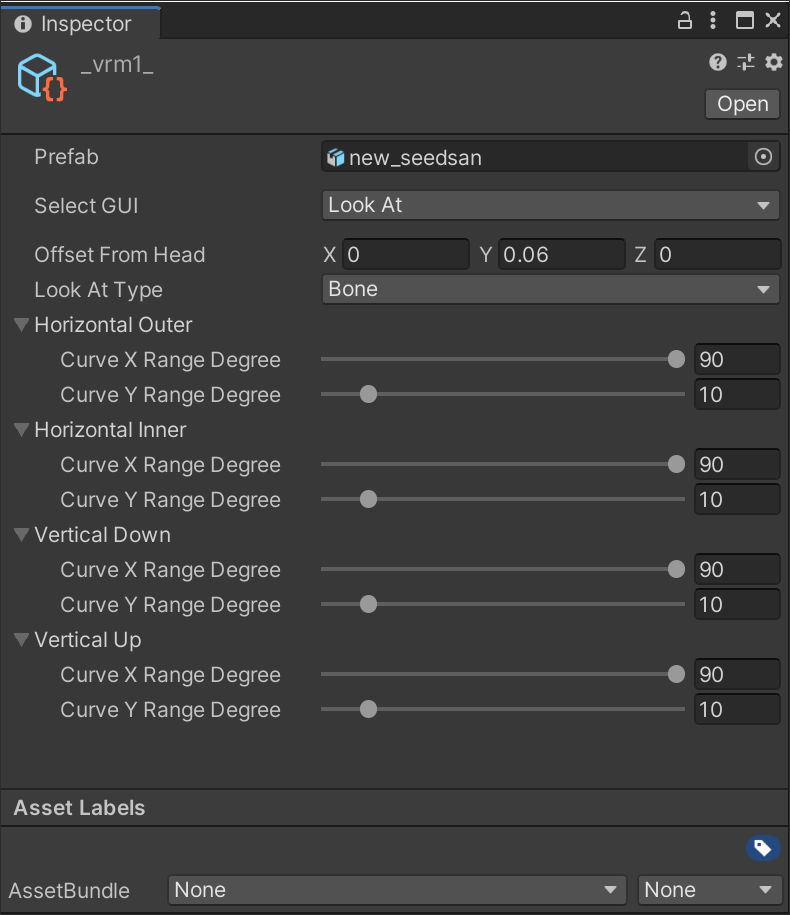 Inspector
_vrm1_
Open
Prefab new_seedsan
Select GUI Look At
Offset From Head X 0 Y 0.06 Z 0
Look At Type Bone
Horizontal Outer
Curve X Range Degree 90
Curve Y Range Degree 10
Horizontal Inner
Curve X Range Degree 90
Curve Y Range Degree 10
Vertical Down
Curve X Range Degree 90
Curve Y Range Degree 10
Vertical Up
Curve X Range Degree 90
Curve Y Range Degree 10
Asset Labels
AssetBundle None None